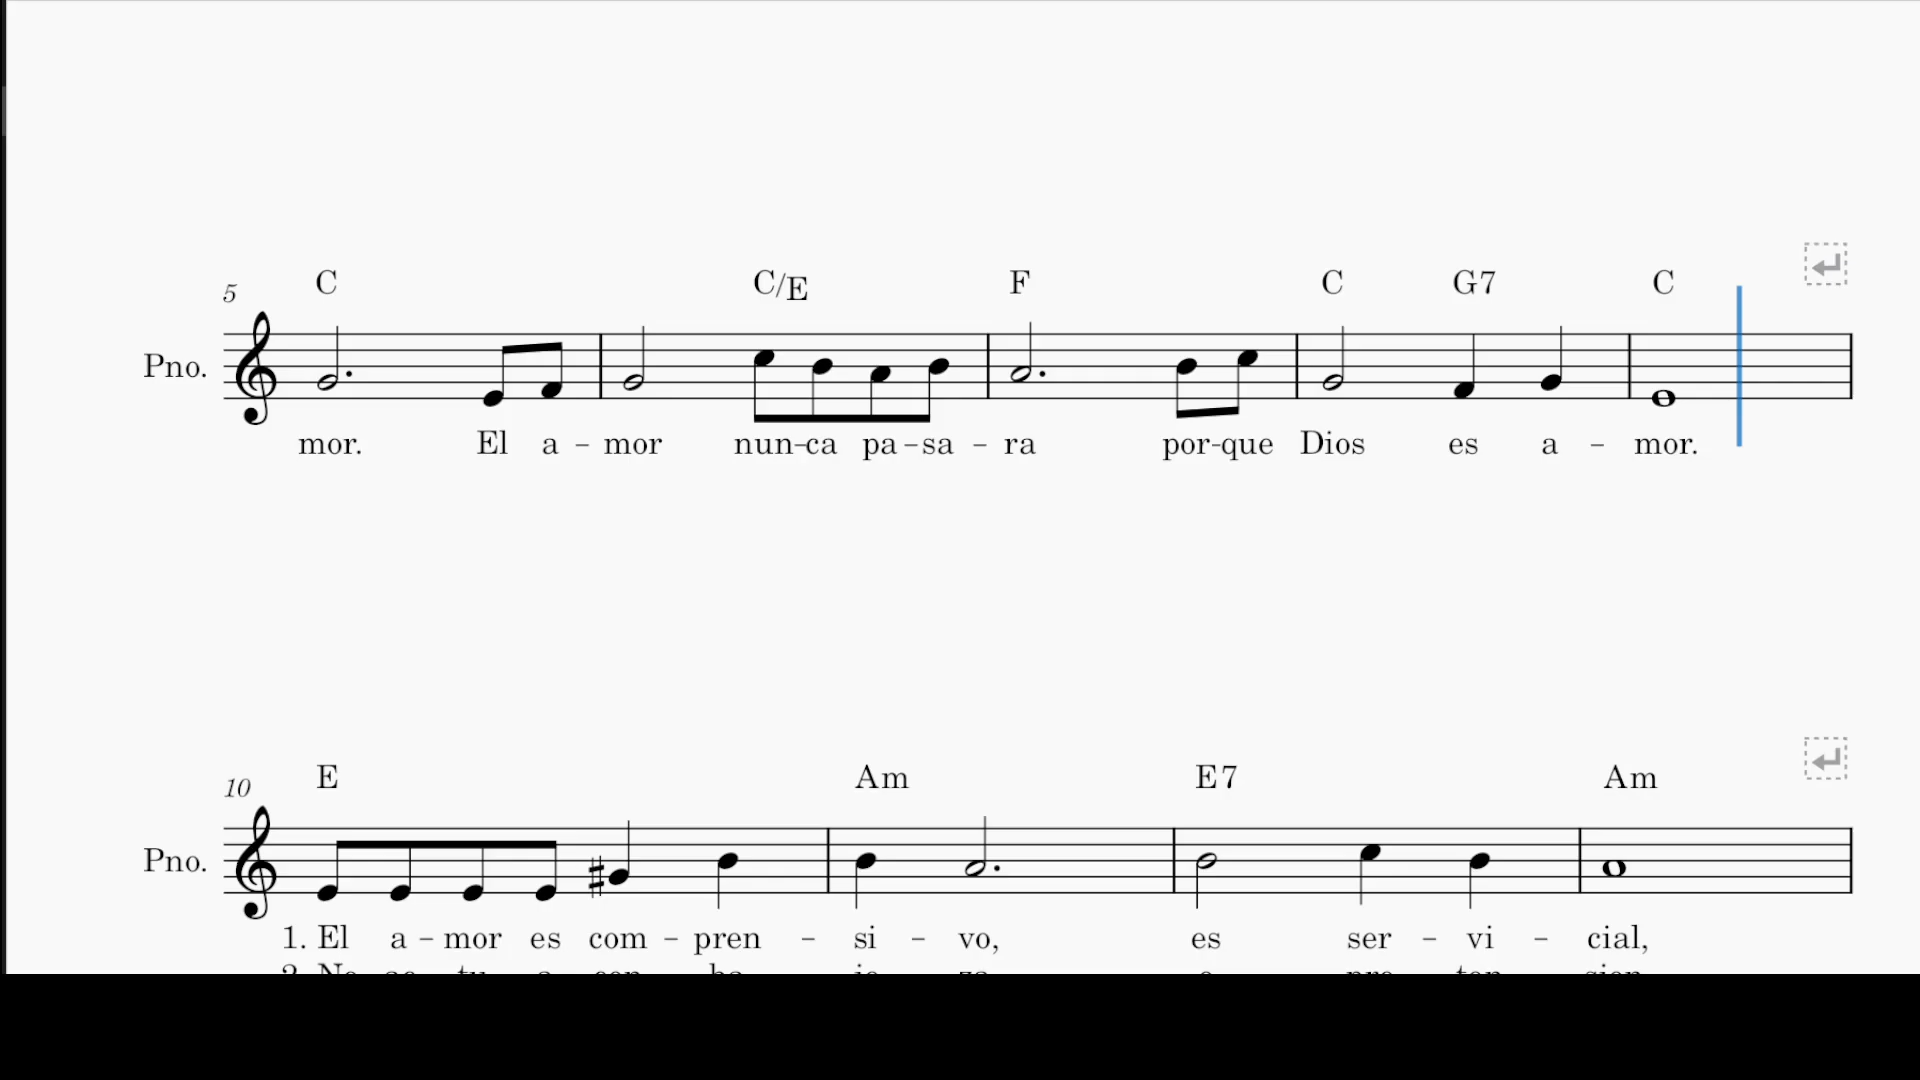 5 C C/E F C G7 C
Pno.
mor. El a - mor nun-ca pa-sa - ra por-que Dios es a - mor.
10 E Am E7 Am
Pno.
1. El a - mor es com - pren - si - vo, es ser - vi - cial,